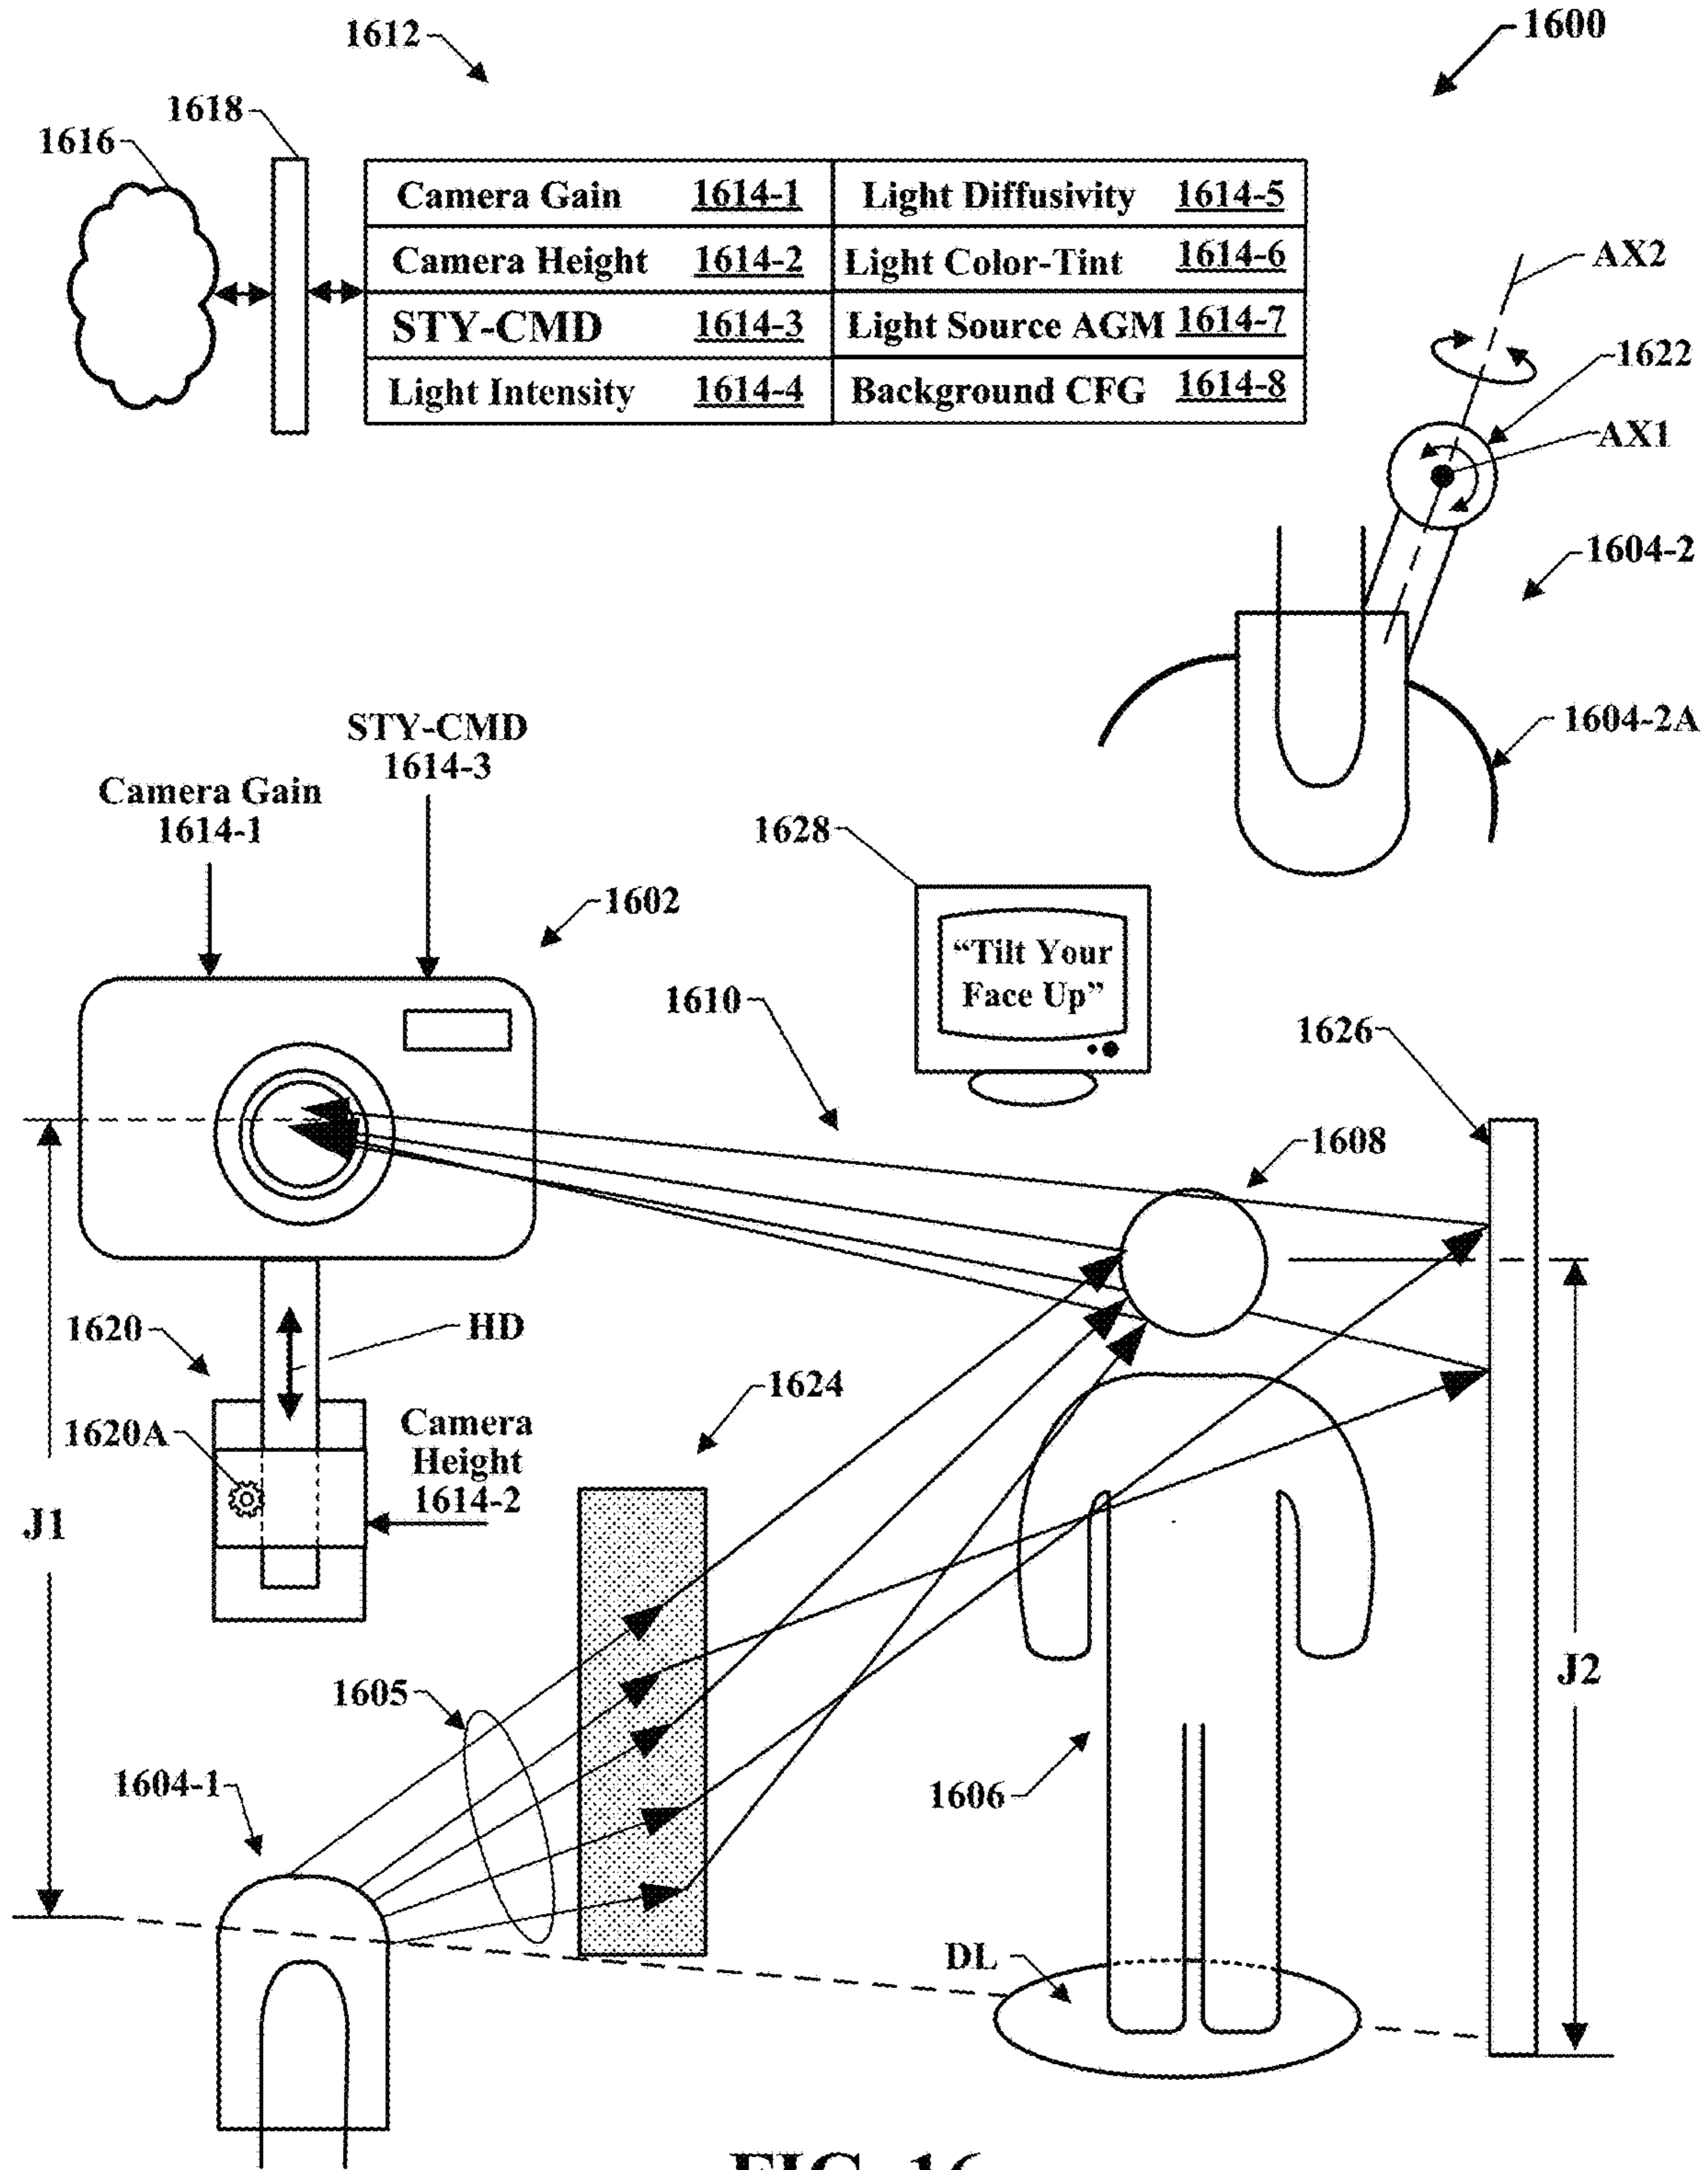 1612
1600
1618
1616
Camera Gain 1614-1 Light Diffusivity 1614-5
Camera Height 1614-2 Light Color-Tint 1614-6
STY-CMD 1614-3 Light Source AGM 1614-7
Light Intensity 1614-4 Background CFG 1614-8
AX2
1622
AX1
1604-2
1604-2A
STY-CMD
1614-3
Camera Gain
1614-1
1628
1602
“Tilt Your
Face Up”
1610
1626
1608
1620
HD
1624
1620A
Camera
Height
1614-2
J1
J2
1605
1604-1
1606
DL
FIG. 16